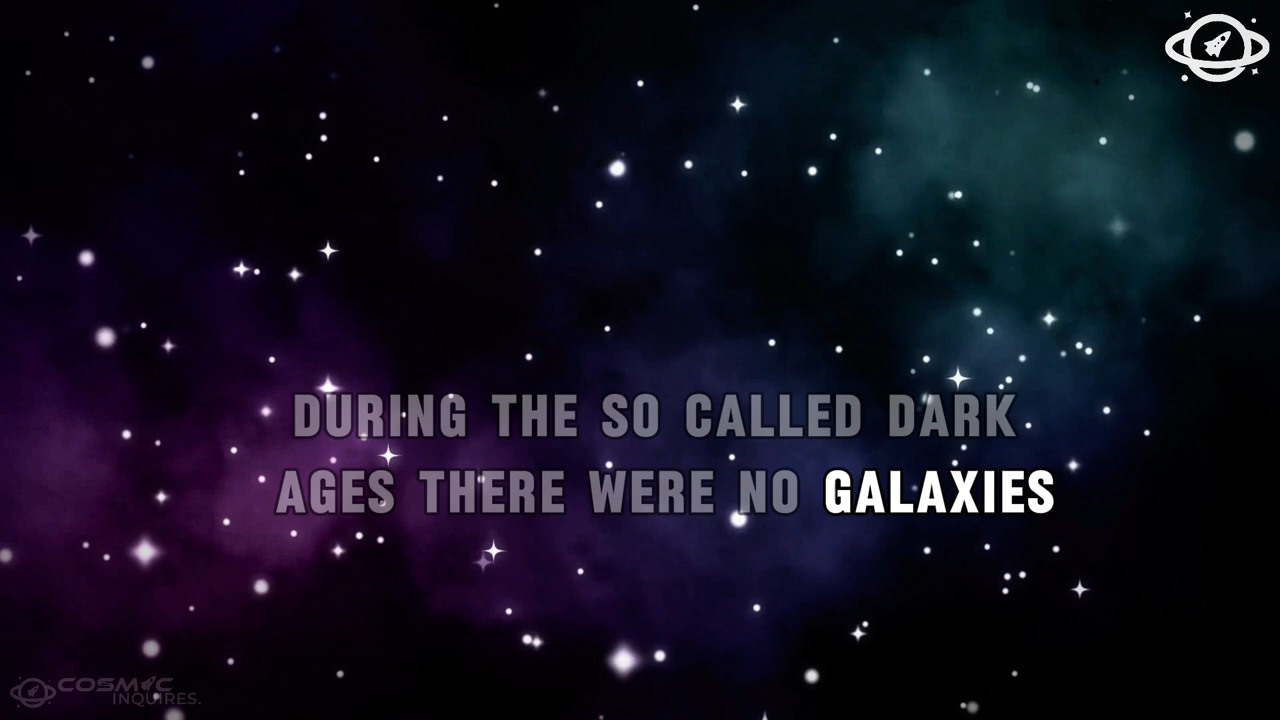 DURING THE SO CALLED DARK
AGES THERE WERE NO GALAXIES
COSMIC
INQUIRES.